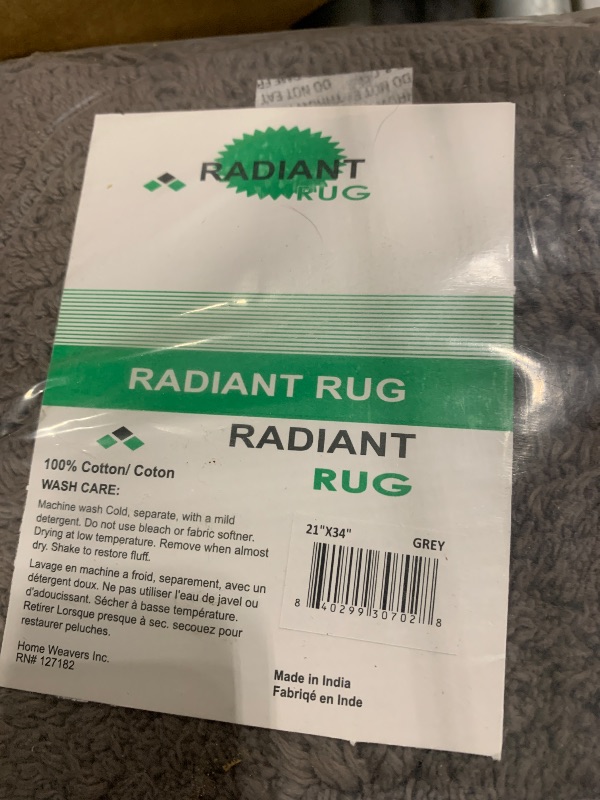 DO NOT EAT
RADIANT
RUG
RADIANT RUG
RADIANT
RUG
100% Cotton/ Coton
WASH CARE:
Machine wash Cold, separate, with a mild
detergent. Do not use bleach or fabric softner.
Drying at low temperature. Remove when almost
dry. Shake to restore fluff.
Lavage en machine a froid, separement, avec un
détergent doux. Ne pas utiliser l'eau de javel ou
d'adoucissant. Sécher à basse température.
Retirer Lorsque presque à sec. secouez pour
restaurer peluches.
Home Weavers Inc.
RN# 127182
21"X34" GREY
8 40299 30702 8
Made in India
Fabriqé en Inde